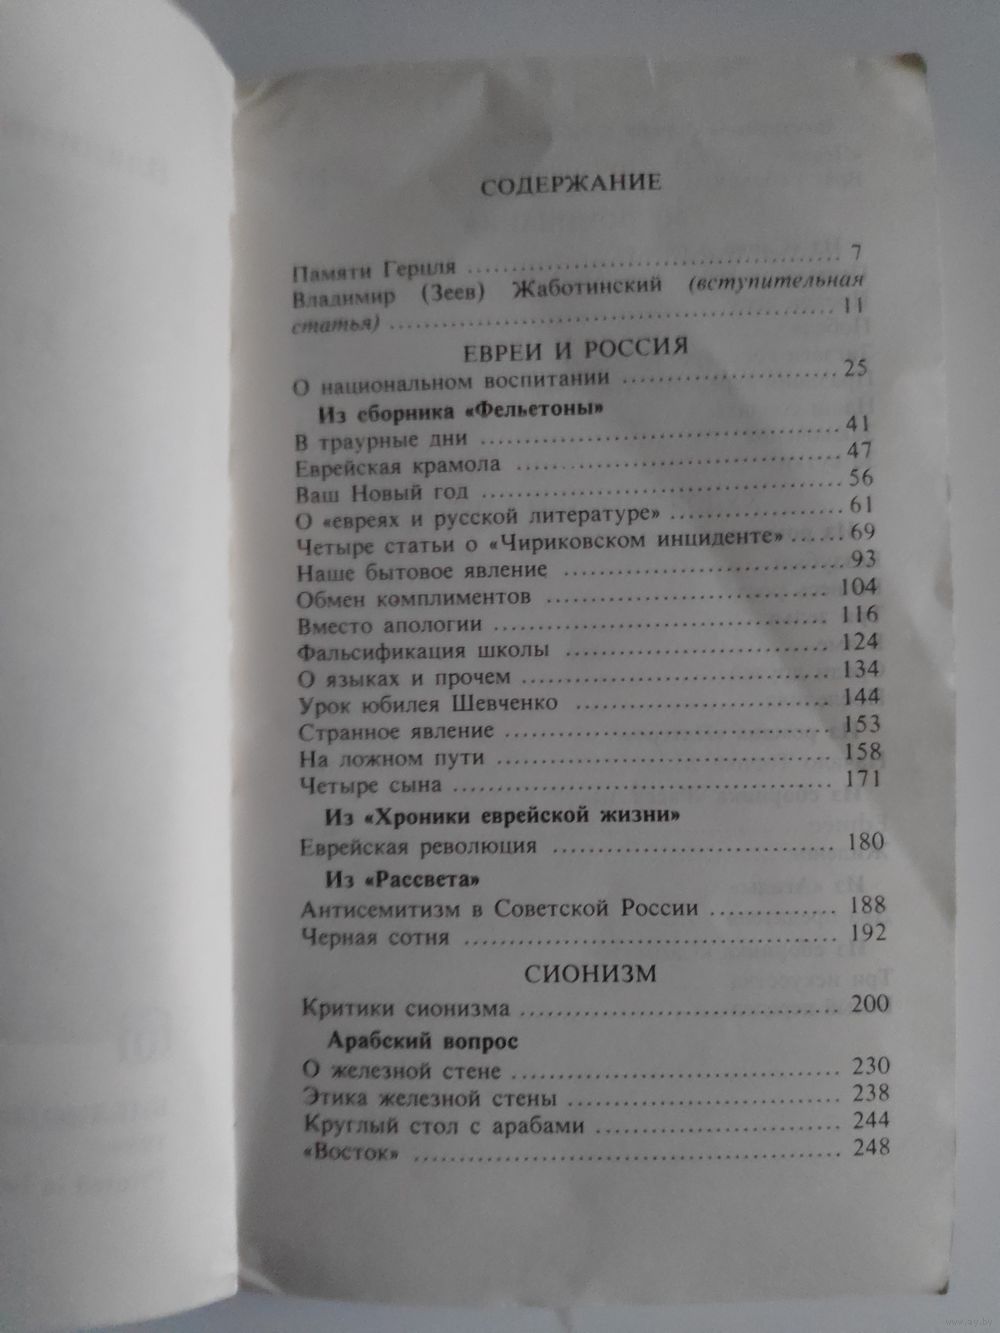 СОДЕРЖАНИЕ
Памяти Герцля ........ 7
Владимир (Зеев) Жаботинский (вступительная
статья) ........ 11
ЕВРЕИ И РОССИЯ
О национальном воспитании ........ 25
Из сборника «Фельетоны»
В траурные дни ........ 41
Еврейская крамола ........ 47
Ваш Новый год ........ 56
О «евреях и русской литературе» ........ 61
Четыре статьи о «Чириковском инциденте» ...... 69
Наше бытовое явление ........ 93
Обмен комплиментов ........ 104
Вместо апологии ........ 116
Фальсификация школы ........ 124
О языках и прочем ........ 134
Урок юбилея Шевченко ........ 144
Странное явление ........ 153
На ложном пути ........ 158
Четыре сына ........ 171
Из «Хроники еврейской жизни»
Еврейская революция ........ 180
Из «Рассвета»
Антисемитизм в Советской России ........ 188
Черная сотня ........ 192
СИОНИЗМ
Критики сионизма ........ 200
Арабский вопрос
О железной стене ........ 230
Этика железной стены ........ 238
Круглый стол с арабами ........ 244
«Восток» ........ 248
www.ay.by